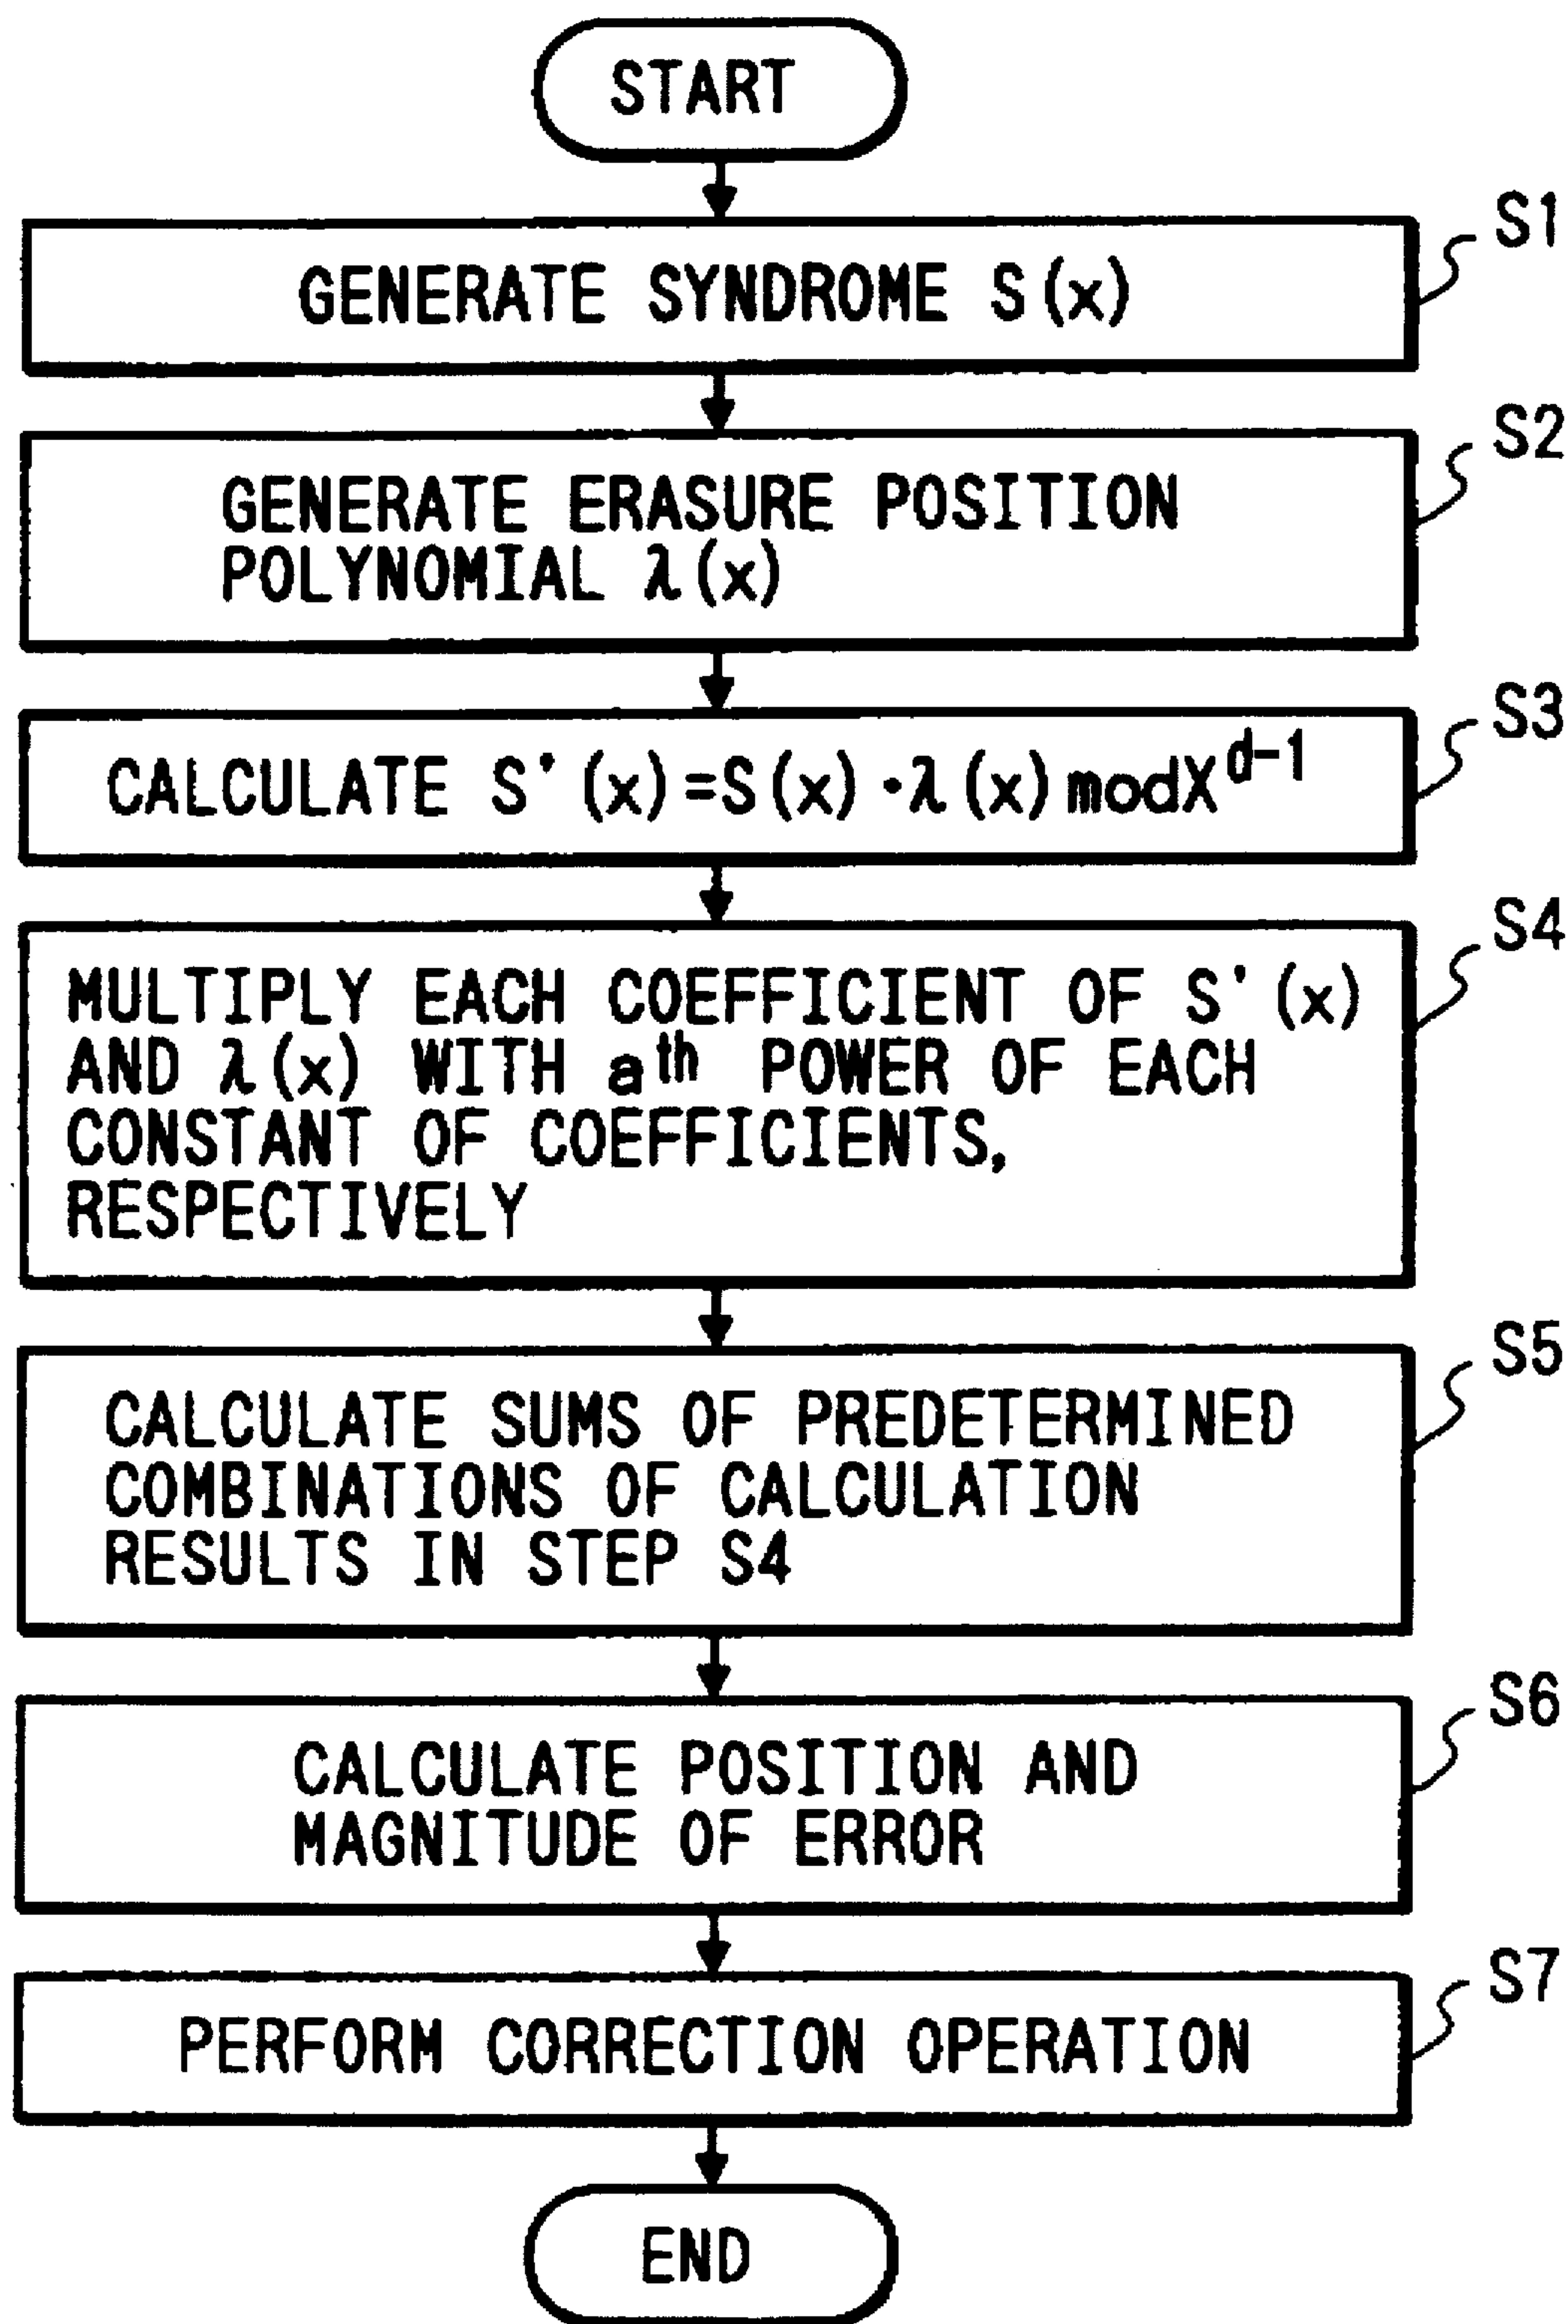 START
S1
GENERATE SYNDROME S(x)
S2
GENERATE ERASURE POSITION
POLYNOMIAL λ(x)
S3
CALCULATE S'(x)=S(x)·λ(x)modX^d-1
S4
MULTIPLY EACH COEFFICIENT OF S'(x)
AND λ(x) WITH a^th POWER OF EACH
CONSTANT OF COEFFICIENTS,
RESPECTIVELY
S5
CALCULATE SUMS OF PREDETERMINED
COMBINATIONS OF CALCULATION
RESULTS IN STEP S4
S6
CALCULATE POSITION AND
MAGNITUDE OF ERROR
S7
PERFORM CORRECTION OPERATION
END